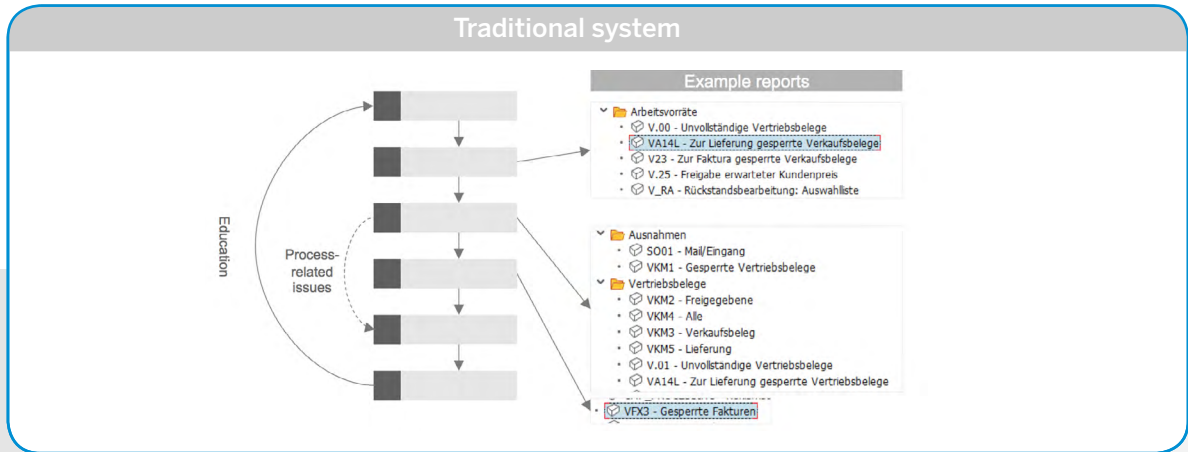 Traditional system
Example reports
Arbeitsvorräte
V.00 - Unvollständige Vertriebsbelege
VA14L - Zur Lieferung gesperrte Verkaufsbelege
V23 - Zur Faktura gesperrte Verkaufsbelege
V.25 - Freigabe erwarteter Kundenpreis
V_RA - Rückstandsbearbeitung: Auswahlliste
Education
Process-
related
issues
Ausnahmen
SO01 - Mail/Eingang
VKM1 - Gesperrte Vertriebsbelege
Vertriebsbelege
VKM2 - Freigegebene
VKM4 - Alle
VKM3 - Verkaufsbeleg
VKM5 - Lieferung
V.01 - Unvollständige Vertriebsbelege
VA14L - Zur Lieferung gesperrte Vertriebsbelege
VFX3 - Gesperrte Fakturen